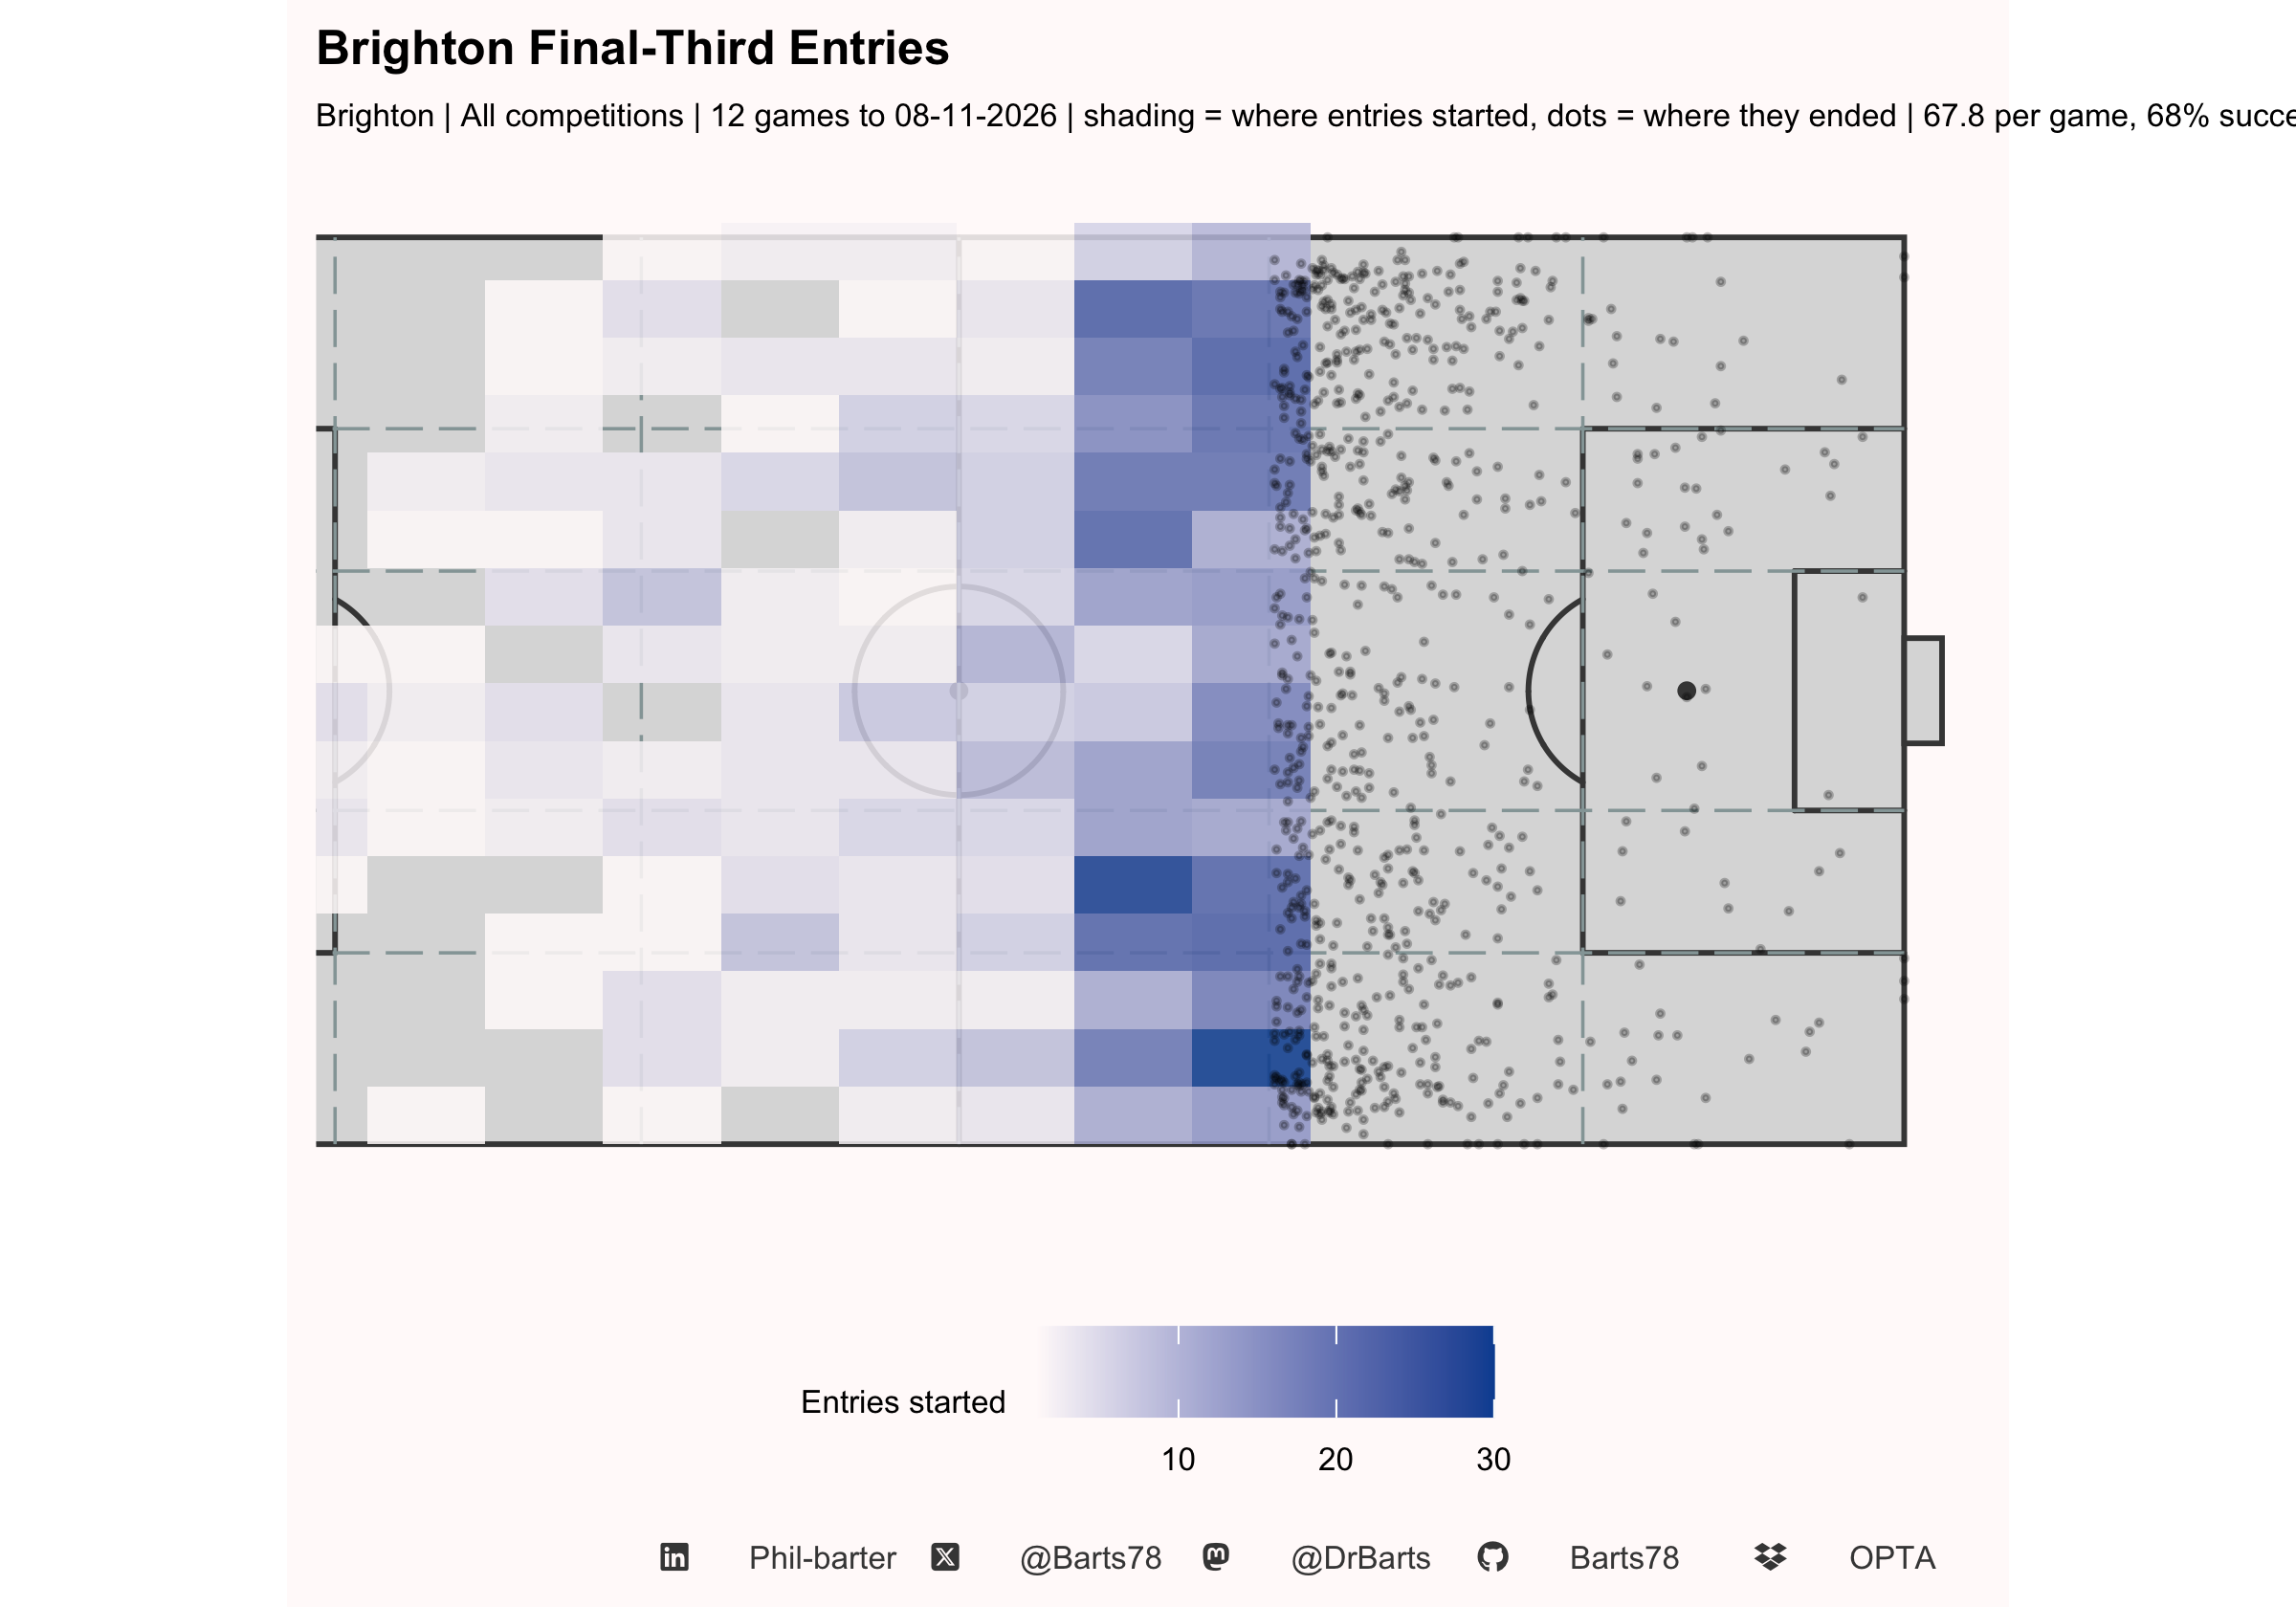 Brighton Final-Third Entries
Brighton | All competitions | 12 games to 08-11-2026 | shading = where entries started, dots = where they ended | 67.8 per game, 68% succe
Entries started
10 20 30
Phil-barter @Barts78 @DrBarts Barts78 OPTA